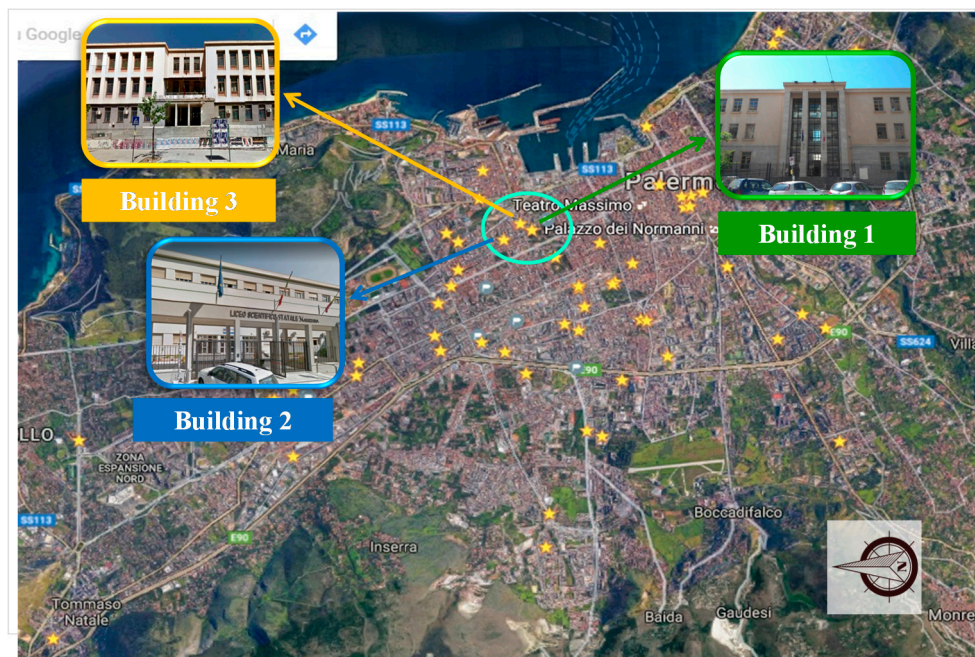 Google
Maria
SS113
Building 3
SS113
Palerm
Teatro Massimo
Palazzo dei Normanni
Building 1
LICEO SCIENTIFICO STATALE
Building 2
E90
SS624
Villa
E90
LLO
ZONA
ESPANSIONE
NORD
SS113
E90
Boccadifalco
Inserra
N
Tommaso
Natale
Baida
Gaudesi
Monre